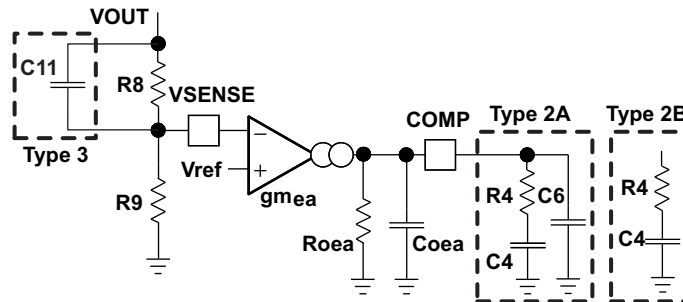 VOUT
C11
R8
VSENSE
COMP
Type 2A
Type 2B
Type 3
Vref
gmea
R9
R4
C6
R4
Roea
Coea
C4
C4
−
+